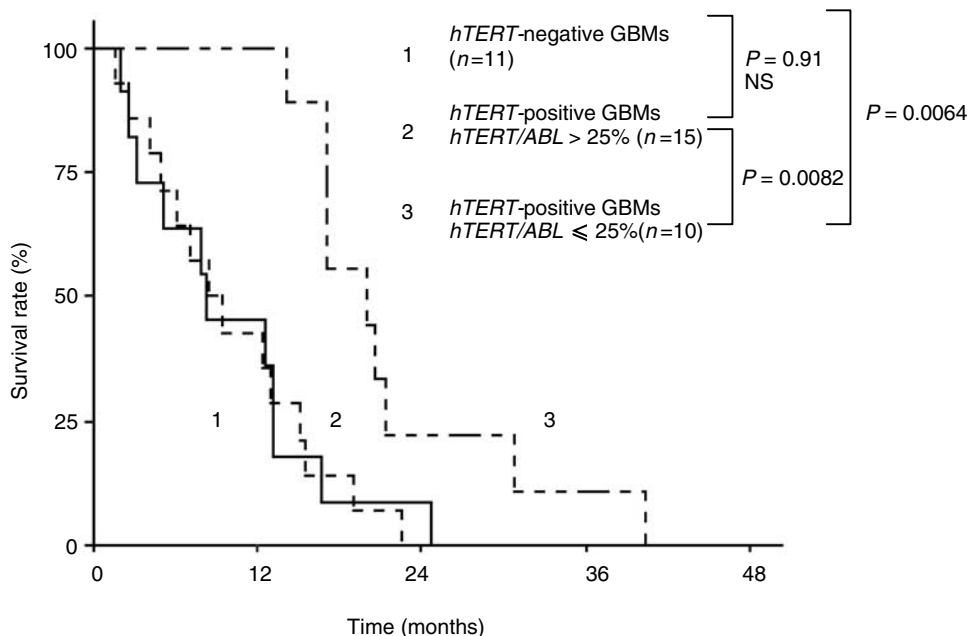 100
75
50
25
0
0
12
24
36
48
Survival rate (%)
Time (months)
1
2
3
1
hTERT-negative GBMs
(n=11)
2
hTERT-positive GBMs
hTERT/ABL > 25% (n=15)
3
hTERT-positive GBMs
hTERT/ABL ⩽ 25%(n=10)
P = 0.91
NS
P = 0.0082
P = 0.0064